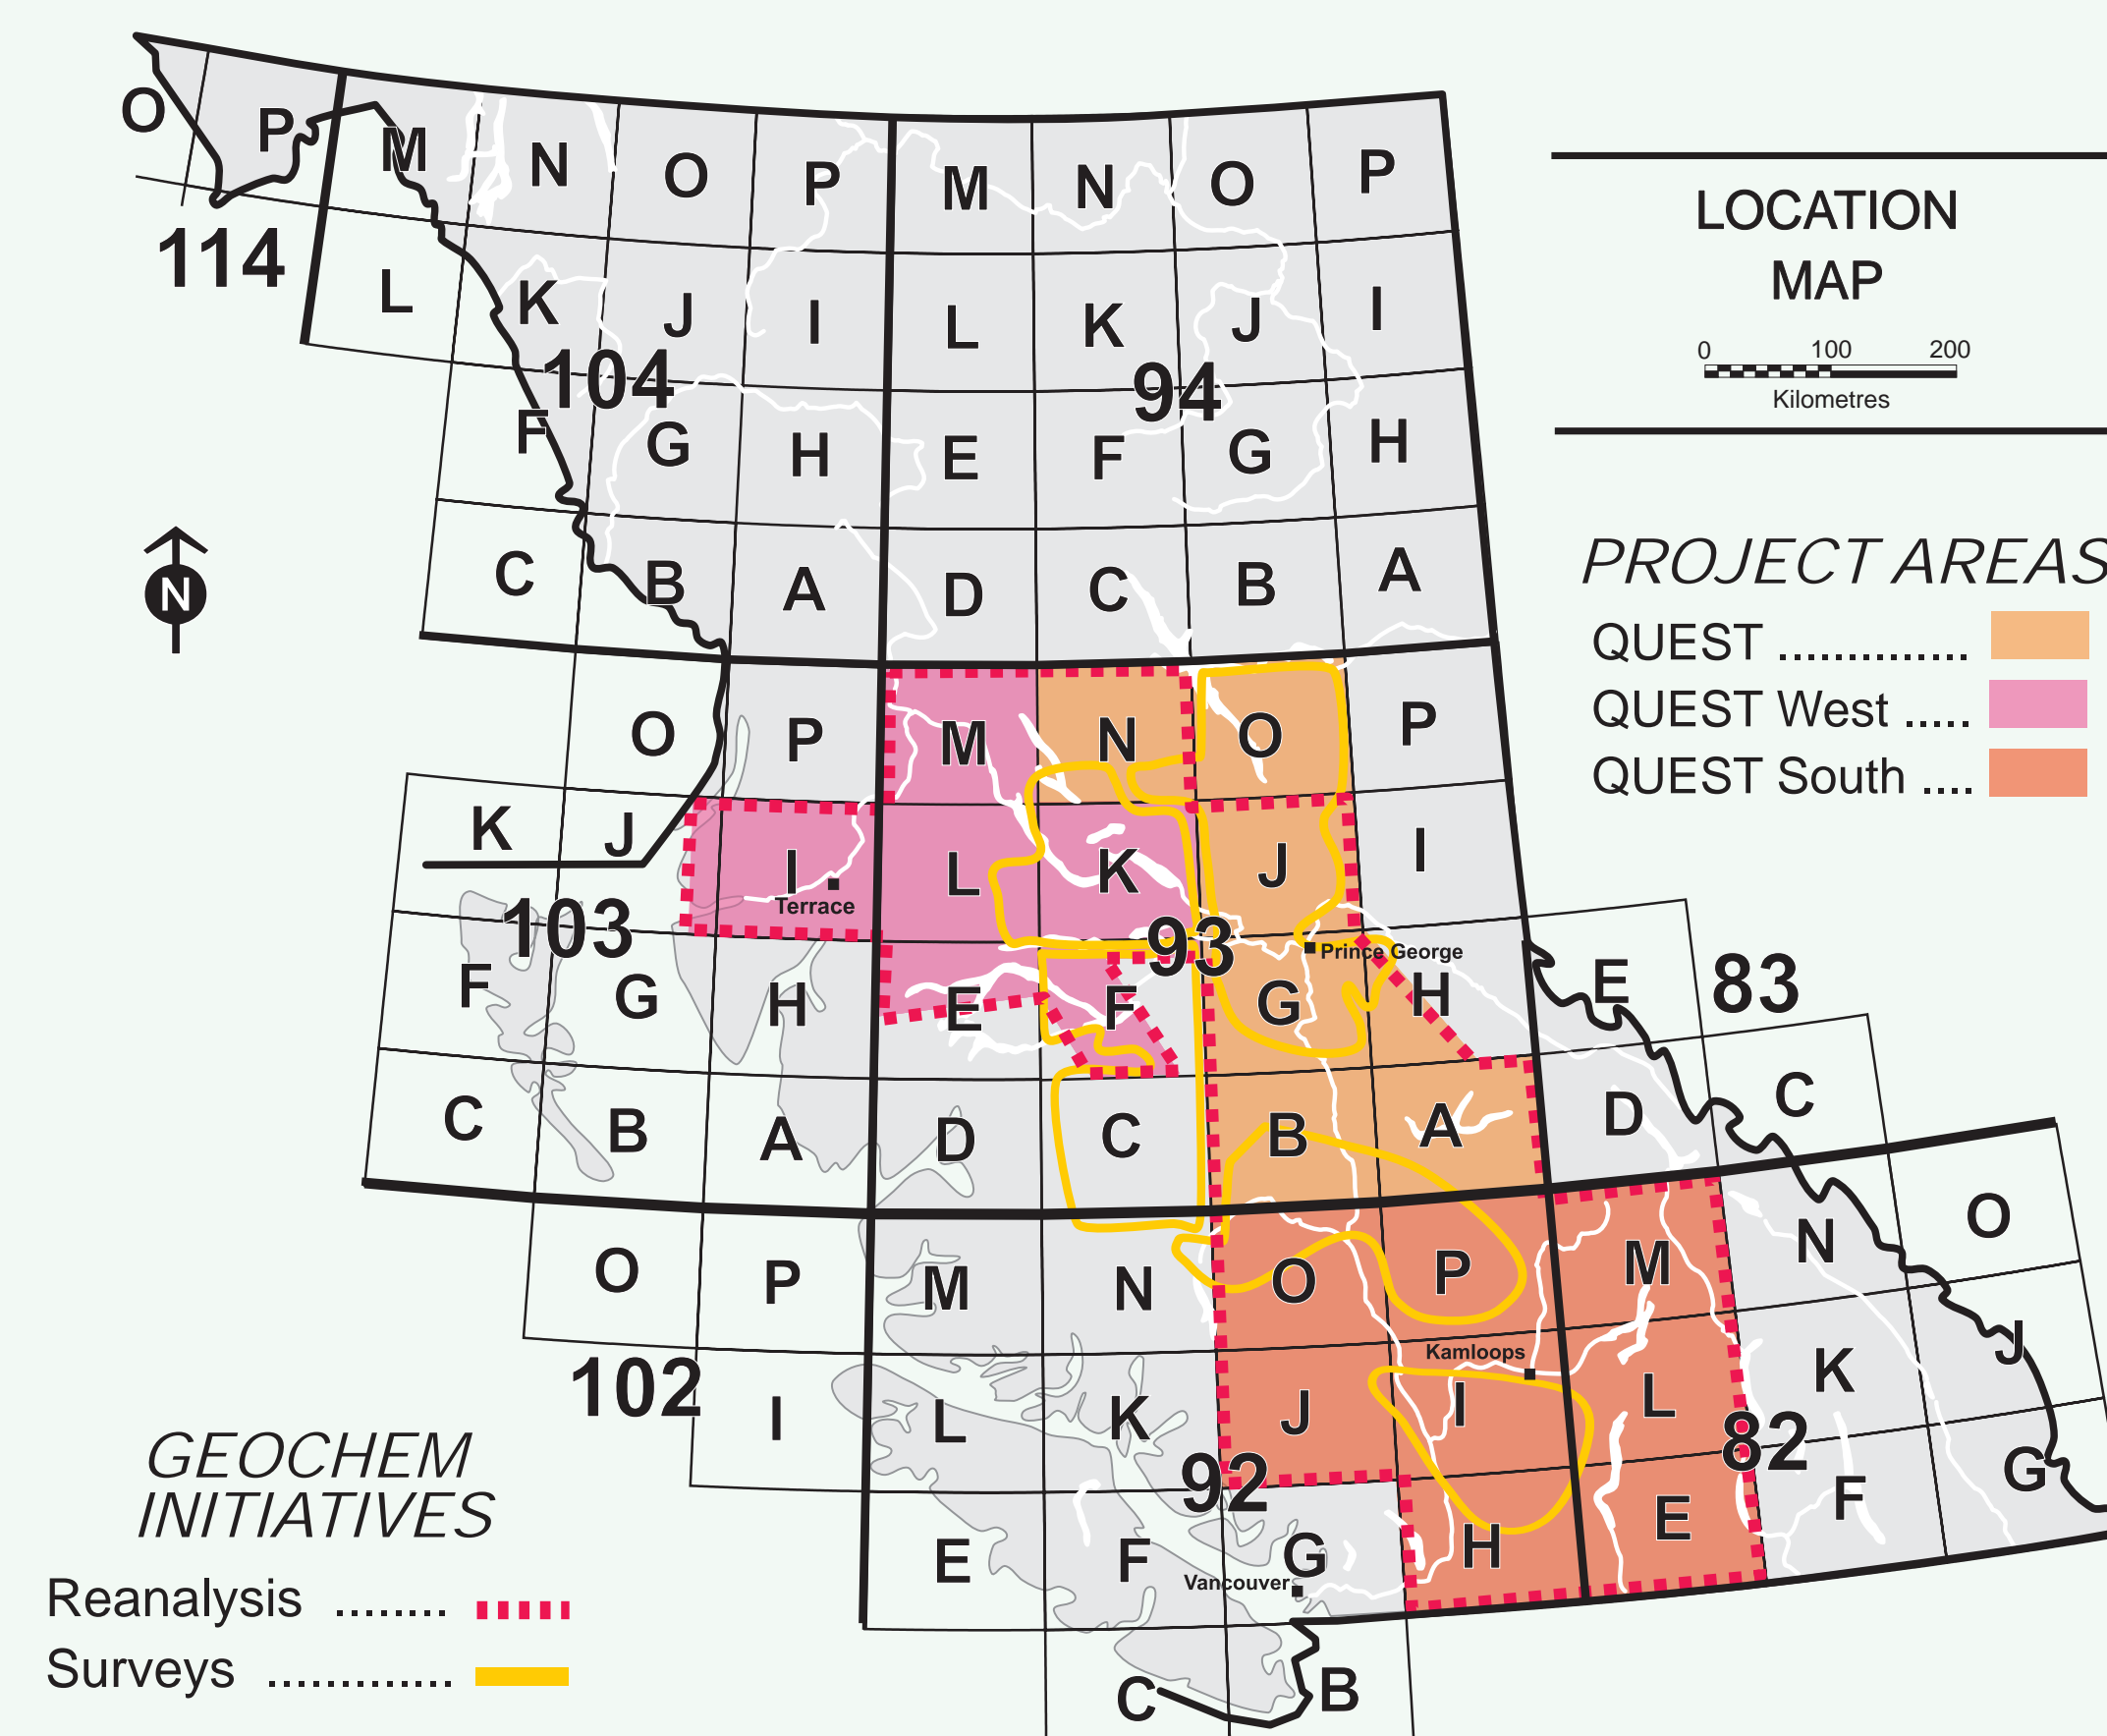 O P M N O P M N O P
LOCATION
MAP
114
L K J I L K J I
0 100 200
Kilometres
104 94
F G H E F G H
PROJECT AREAS
C B A D C B A
N
QUEST ...............
QUEST West .....
QUEST South ....
O P M N O P
K J I L K J I
Terrace
103 93
Prince George
F G H E F G H E 83
C B A D C B A D C
O P M N O P M N O
Kamloops
102
I L K J I L K J
92 82
GEOCHEM
INITIATIVES
E F G H E F G
Vancouver
Reanalysis ........
Surveys .............
C B